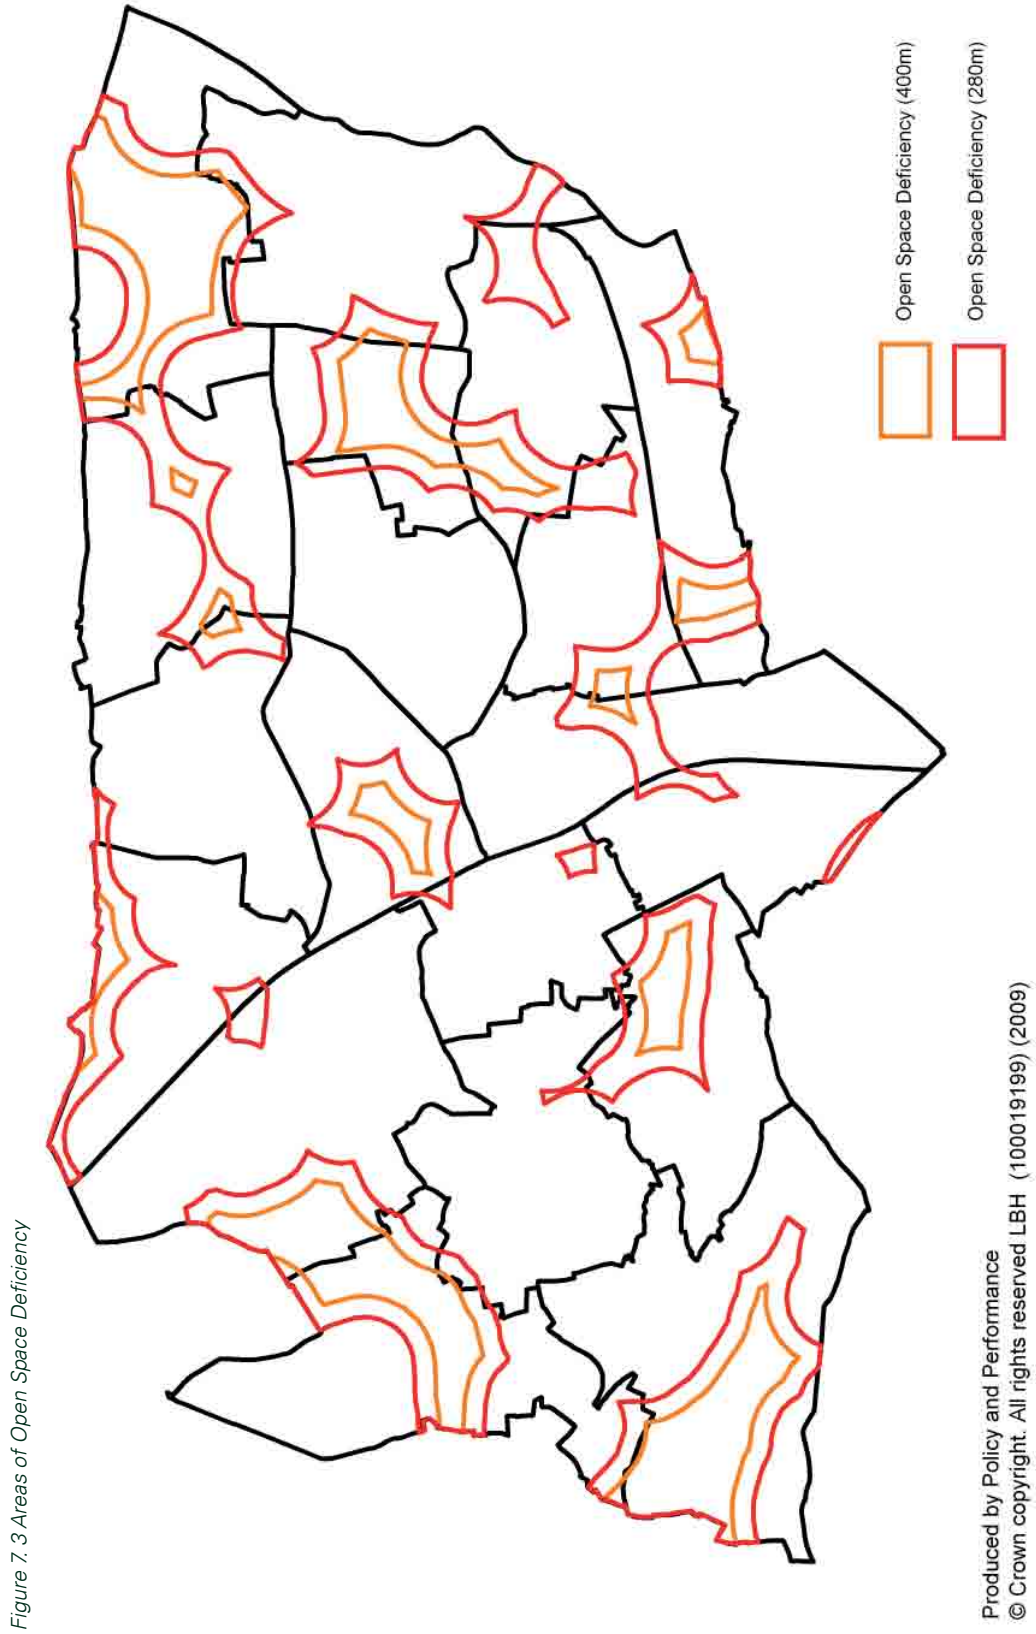 Figure 7. 3 Areas of Open Space Deficiency
Open Space Deficiency (400m)
Open Space Deficiency (280m)
Produced by Policy and Performance
© Crown copyright. All rights reserved LBH (100019199) (2009)